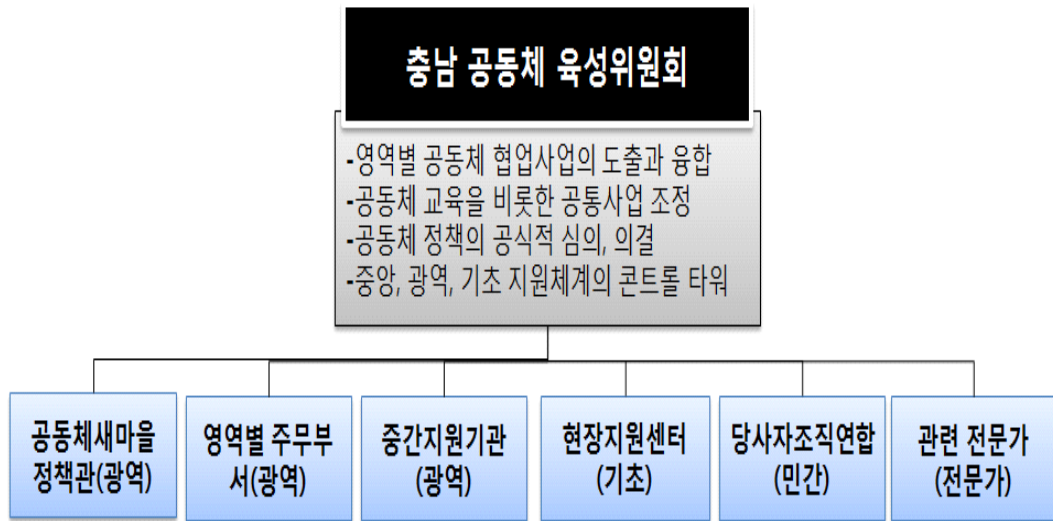 충남 공동체 육성위원회
-영역별 공동체 협업사업의 도출과 융합
-공동체 교육을 비롯한 공통사업 조정
-공동체 정책의 공식적 심의, 의결
-중앙, 광역, 기초 지원체계의 콘트롤 타워
공동체새마을
정책관(광역)
영역별 주무부
서(광역)
중간지원기관
(광역)
현장지원센터
(기초)
당사자조직연합
(민간)
관련 전문가
(전문가)